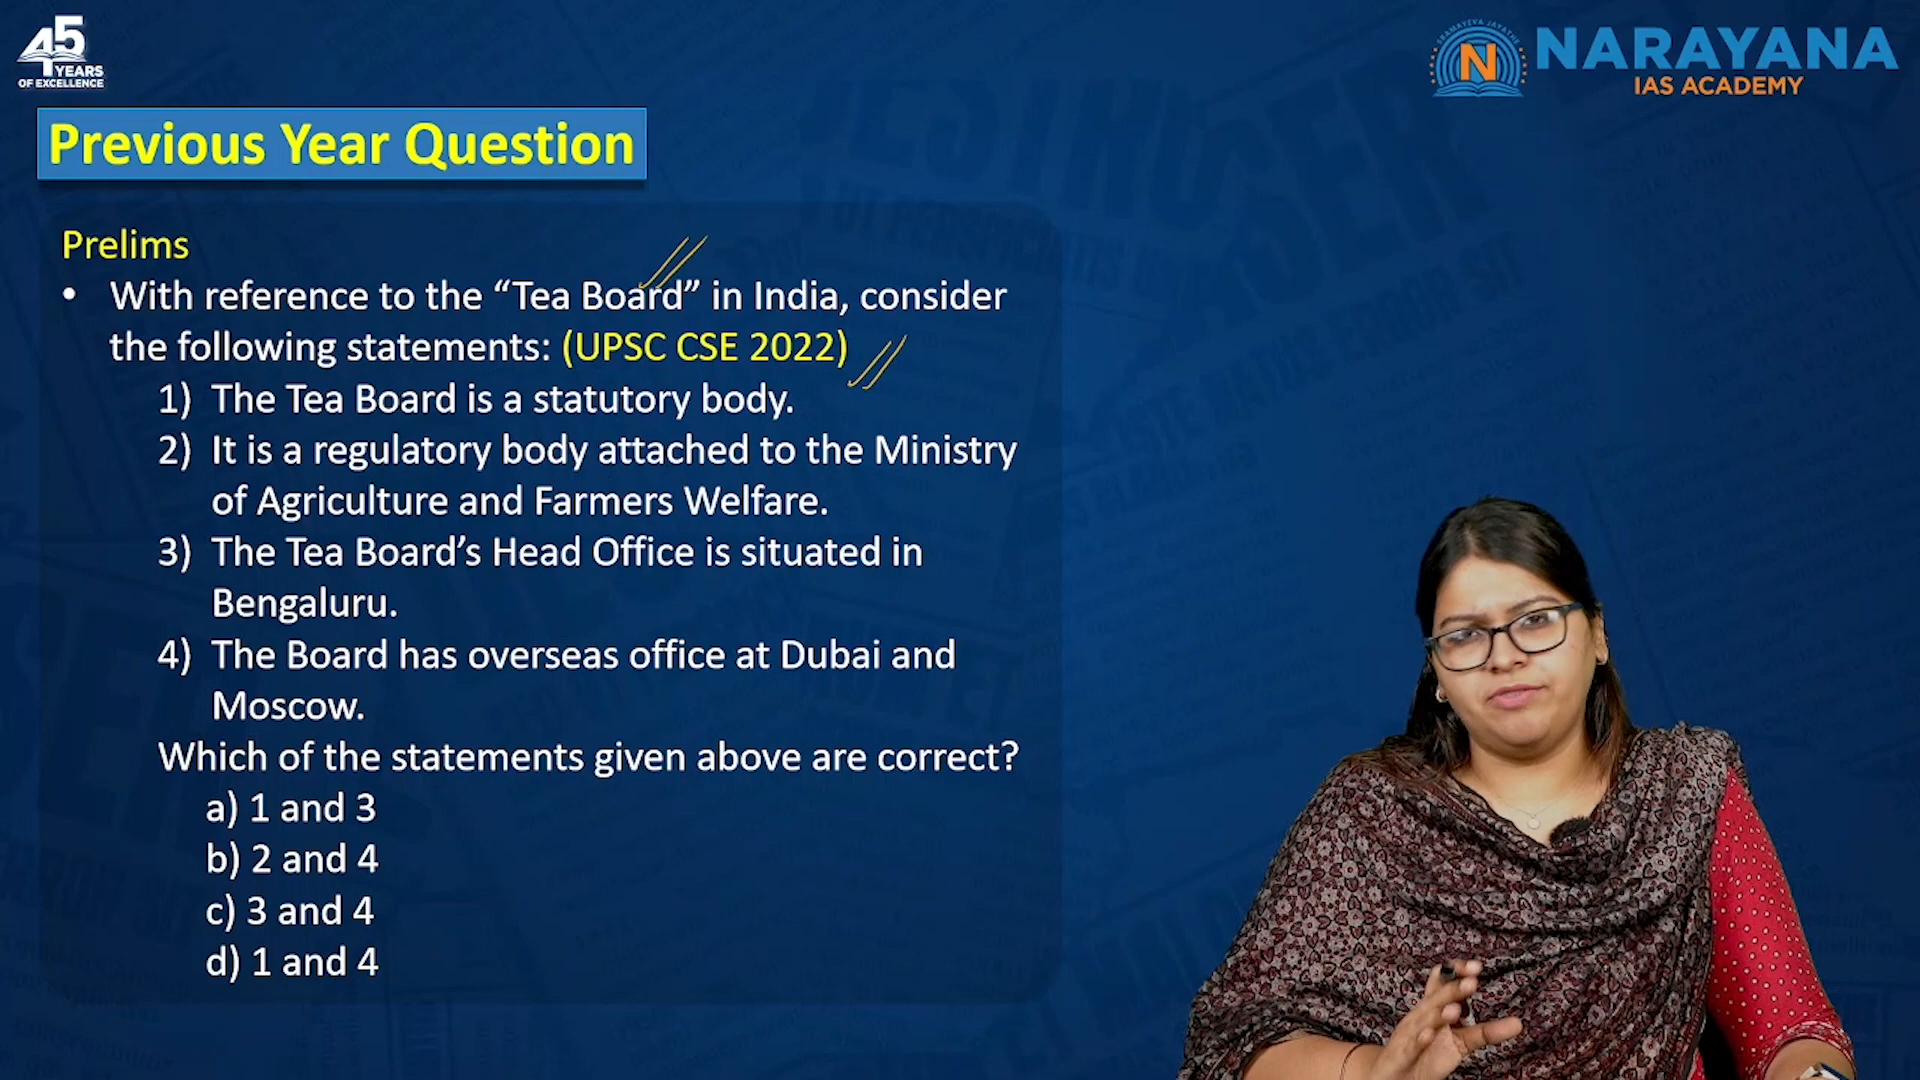 45
YEARS
OF EXCELLENCE
NARAYANA
IAS ACADEMY
Previous Year Question
Prelims
• With reference to the “Tea Board” in India, consider
the following statements: (UPSC CSE 2022)
1) The Tea Board is a statutory body.
2) It is a regulatory body attached to the Ministry
of Agriculture and Farmers Welfare.
3) The Tea Board’s Head Office is situated in
Bengaluru.
4) The Board has overseas office at Dubai and
Moscow.
Which of the statements given above are correct?
a) 1 and 3
b) 2 and 4
c) 3 and 4
d) 1 and 4